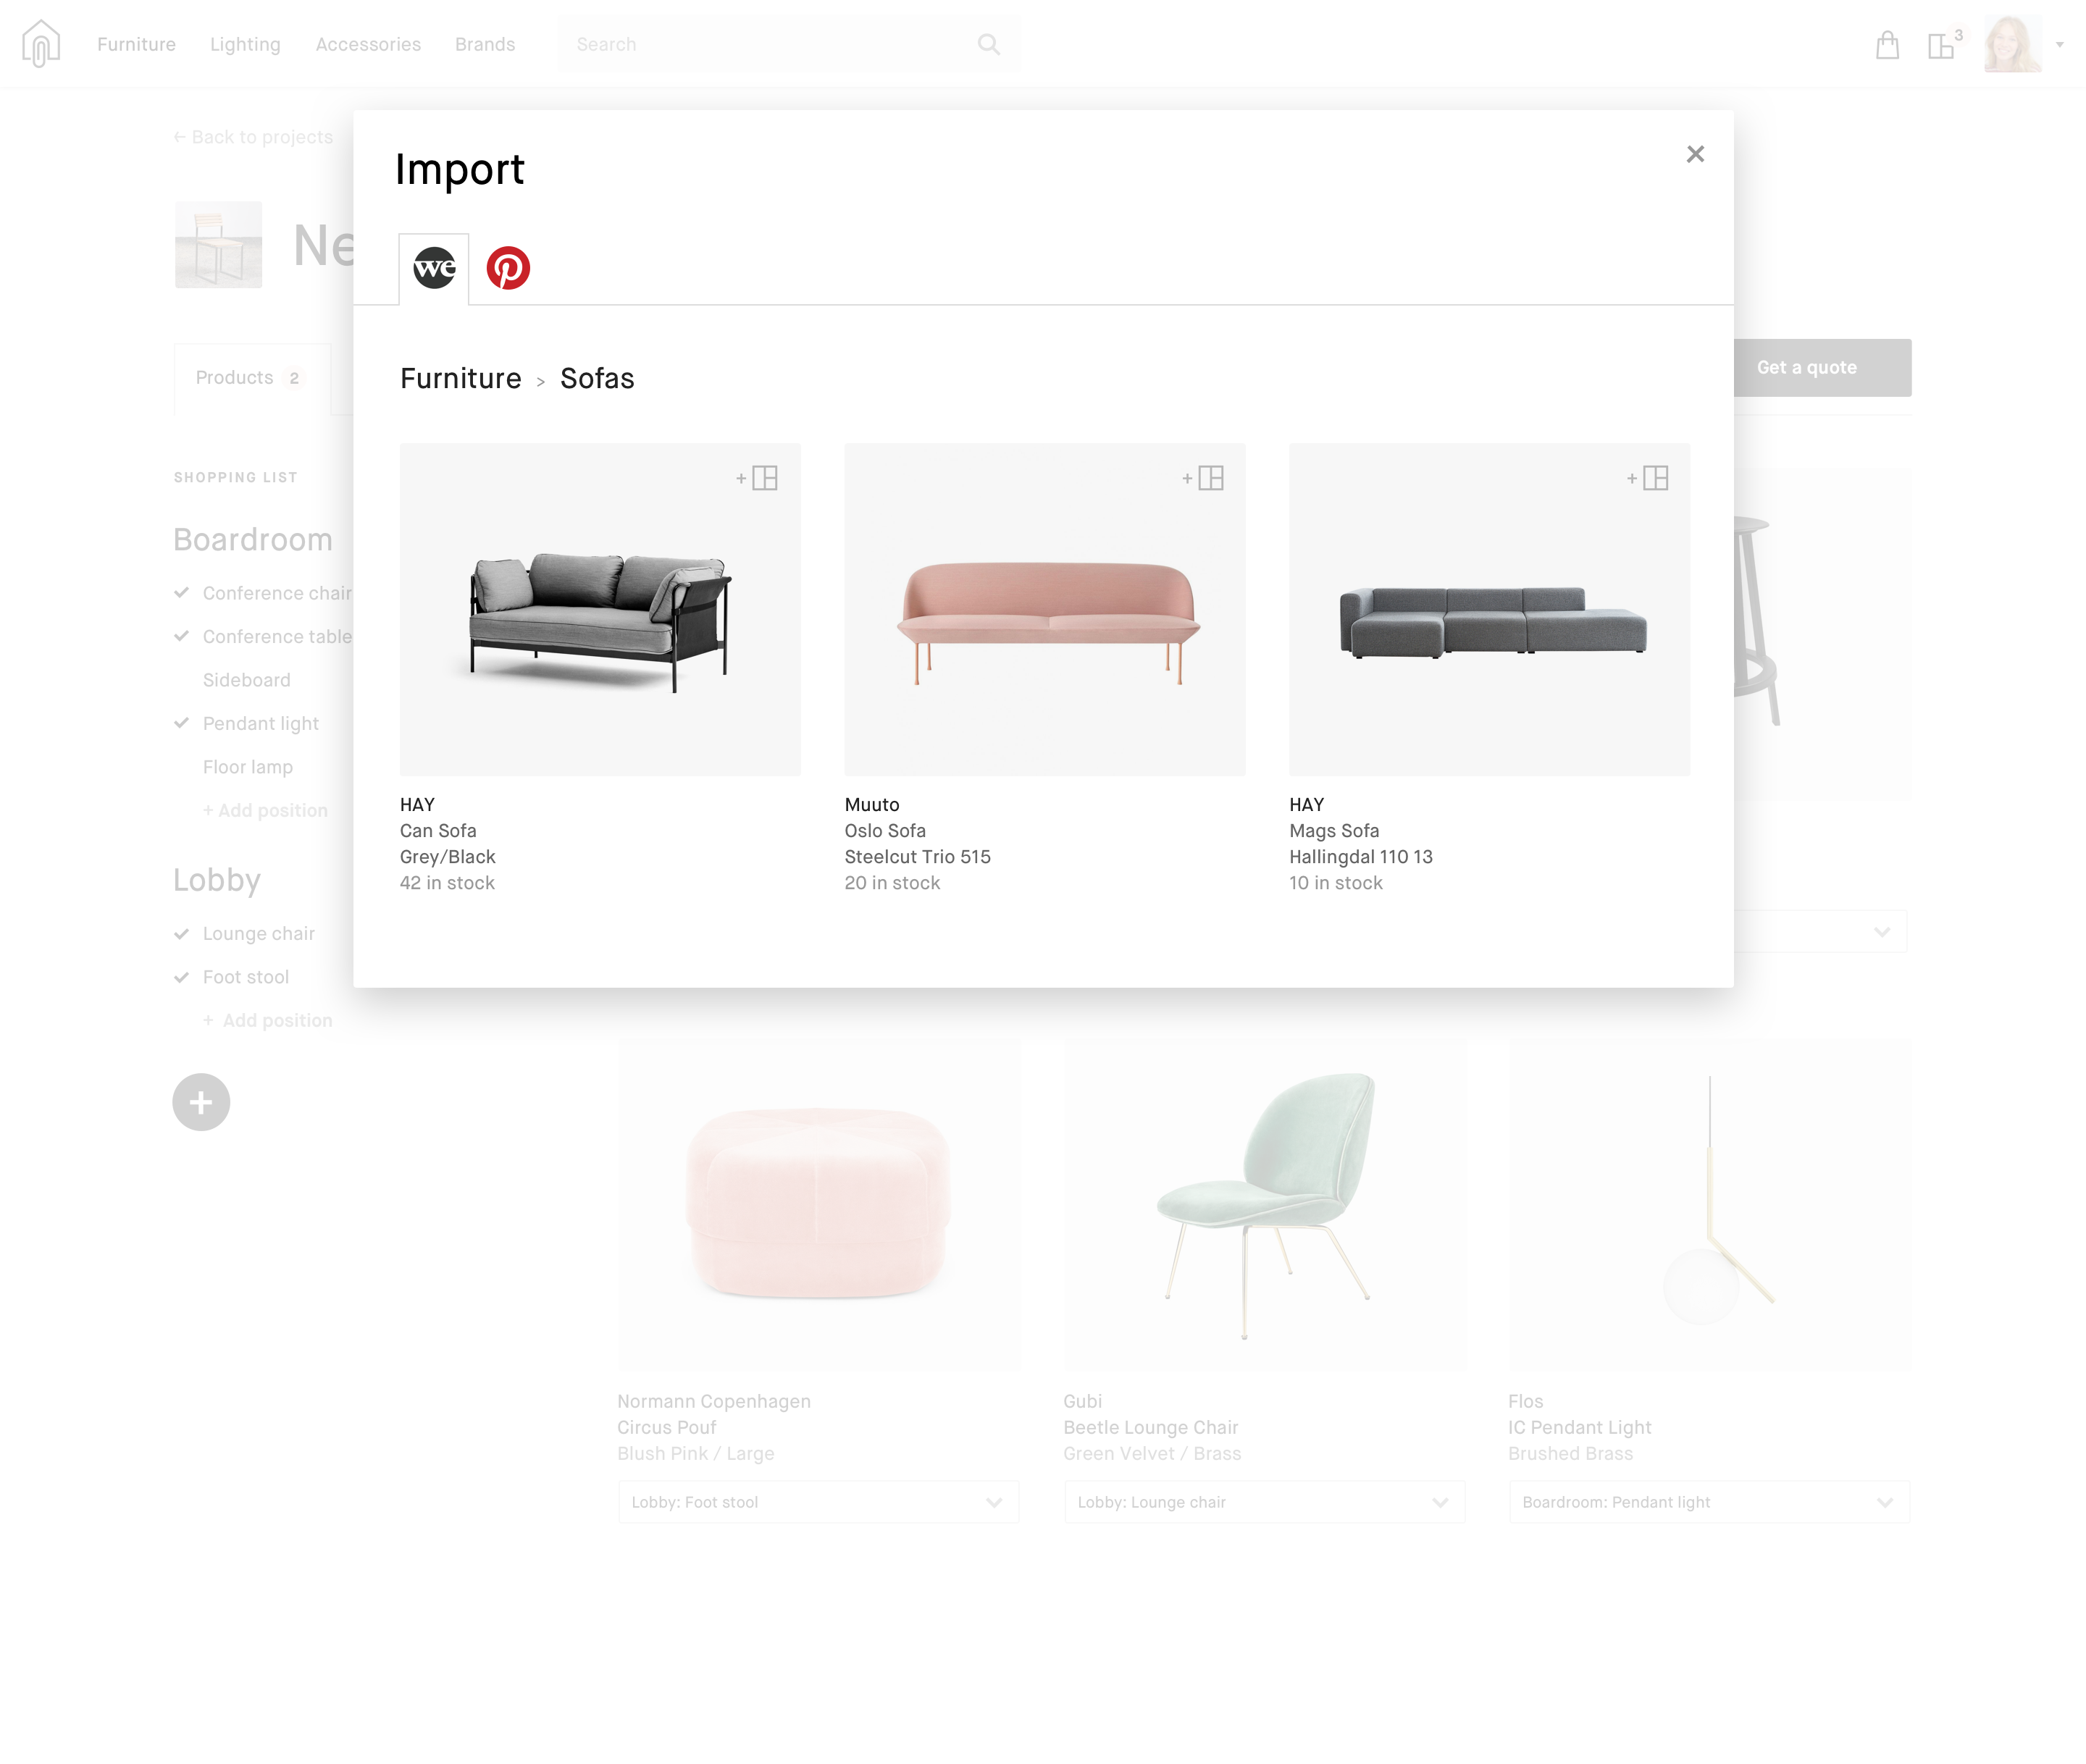 Furniture Lighting Accessories Brands Search 3
← Back to projects
Import
we
Products 2
Get a quote
Furniture > Sofas
SHOPPING LIST
Boardroom
Conference chair
Conference table
Sideboard
Pendant light
Floor lamp
+ Add position
HAY
Can Sofa
Grey/Black
42 in stock
Muuto
Oslo Sofa
Steelcut Trio 515
20 in stock
HAY
Mags Sofa
Hallingdal 110 13
10 in stock
Lobby
Lounge chair
Foot stool
+ Add position
Normann Copenhagen
Circus Pouf
Blush Pink / Large
Lobby: Foot stool
Gubi
Beetle Lounge Chair
Green Velvet / Brass
Lobby: Lounge chair
Flos
IC Pendant Light
Brushed Brass
Boardroom: Pendant light